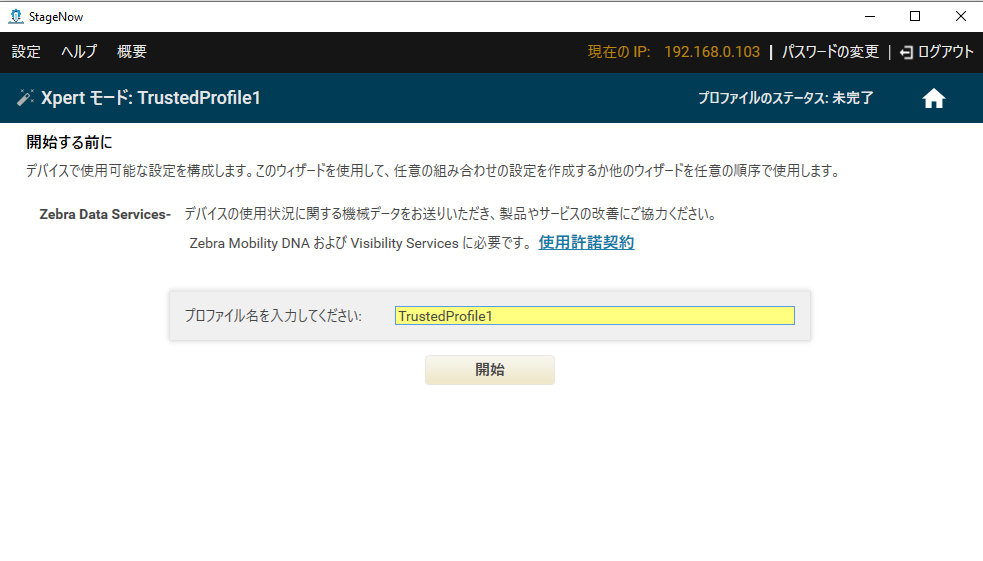 StageNow
設定 ヘルプ 概要 現在の IP: 192.168.0.103 | パスワードの変更 | ログアウト
Xpert モード: TrustedProfile1 プロファイルのステータス: 未完了
開始する前に
デバイスで使用可能な設定を構成します。このウィザードを使用して、任意の組み合わせの設定を作成するか他のウィザードを任意の順序で使用します。
Zebra Data Services- デバイスの使用状況に関する機械データをお送りいただき、製品やサービスの改善にご協力ください。
Zebra Mobility DNA および Visibility Services に必要です。 使用許諾契約
プロファイル名を入力してください: TrustedProfile1
開始